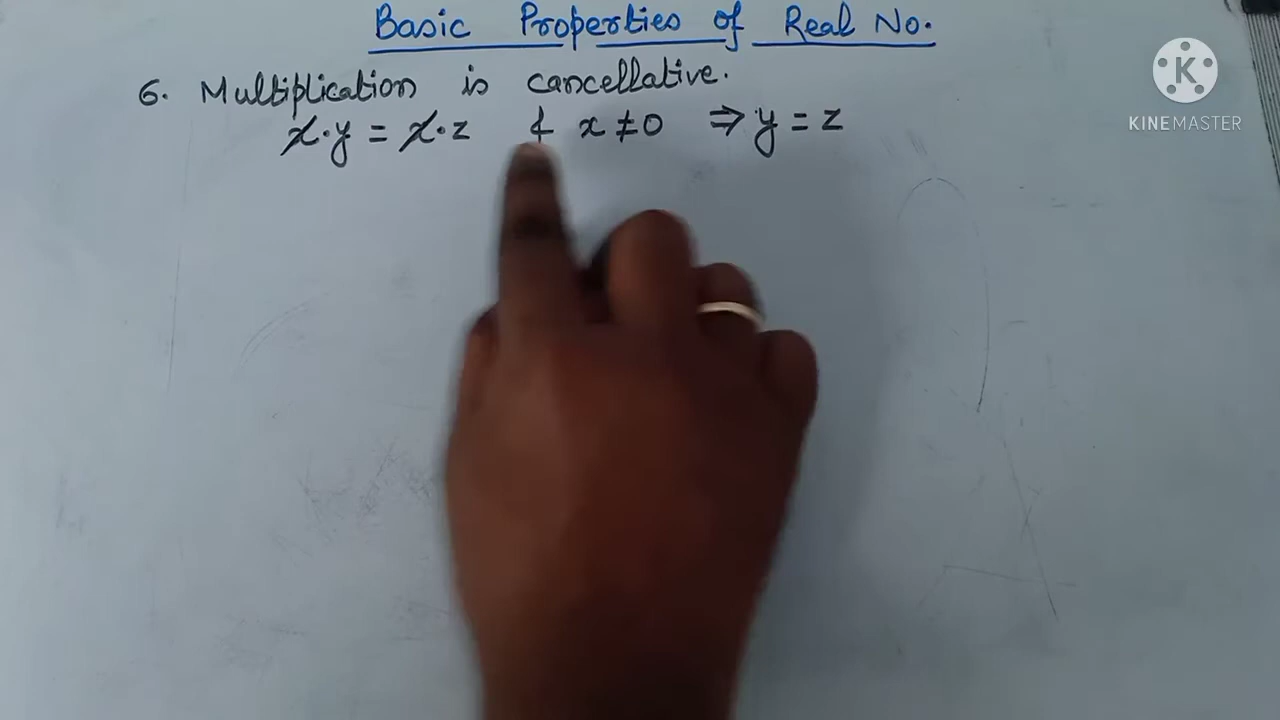 Basic Properties of Real No.
6. Multiplication is cancellative.
x·y = x·z & x ≠ 0 ⇒ y = z
K
KINEMASTER